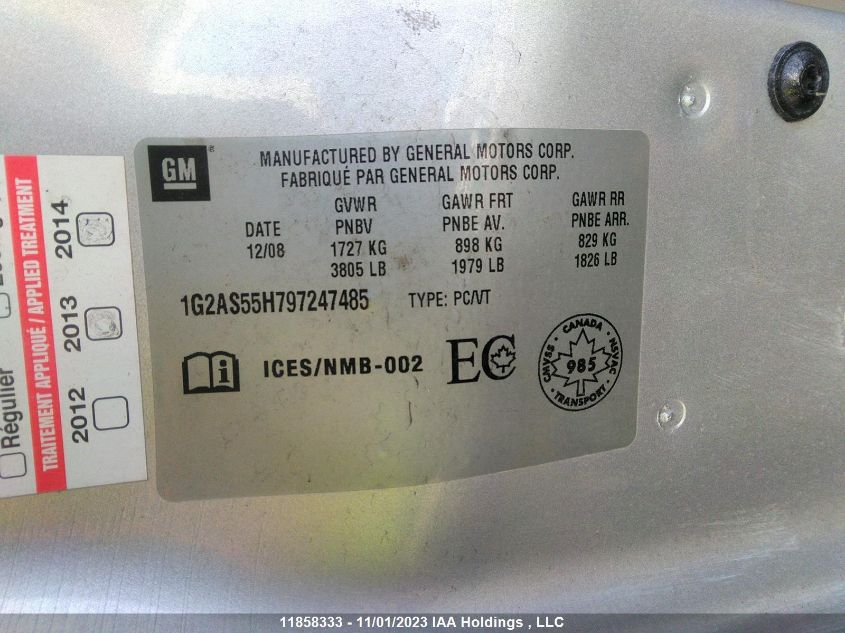 GM
®
MANUFACTURED BY GENERAL MOTORS CORP.
FABRIQUÉ PAR GENERAL MOTORS CORP.
GVWR GAWR FRT GAWR RR
DATE PNBV PNBE AV. PNBE ARR.
12/08 1727 KG 898 KG 829 KG
3805 LB 1979 LB 1826 LB
1G2AS55H797247485 TYPE: PC/VT
i ICES/NMB-002 EC
CANADA
CMVSS 985 NSVAC
TRANSPORT
Régulier
TRAITEMENT APPLIQUÉ / APPLIED TREATMENT
2012 2013 2014
11858333 - 11/01/2023 IAA Holdings , LLC